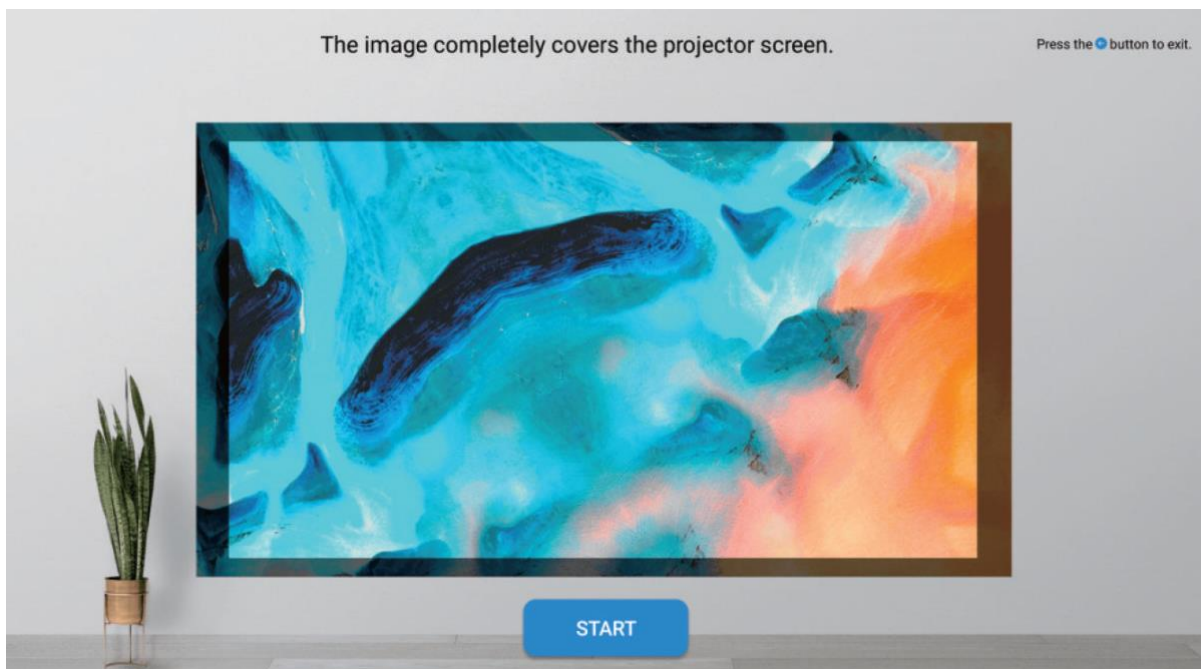 The image completely covers the projector screen.
Press the button to exit.
START